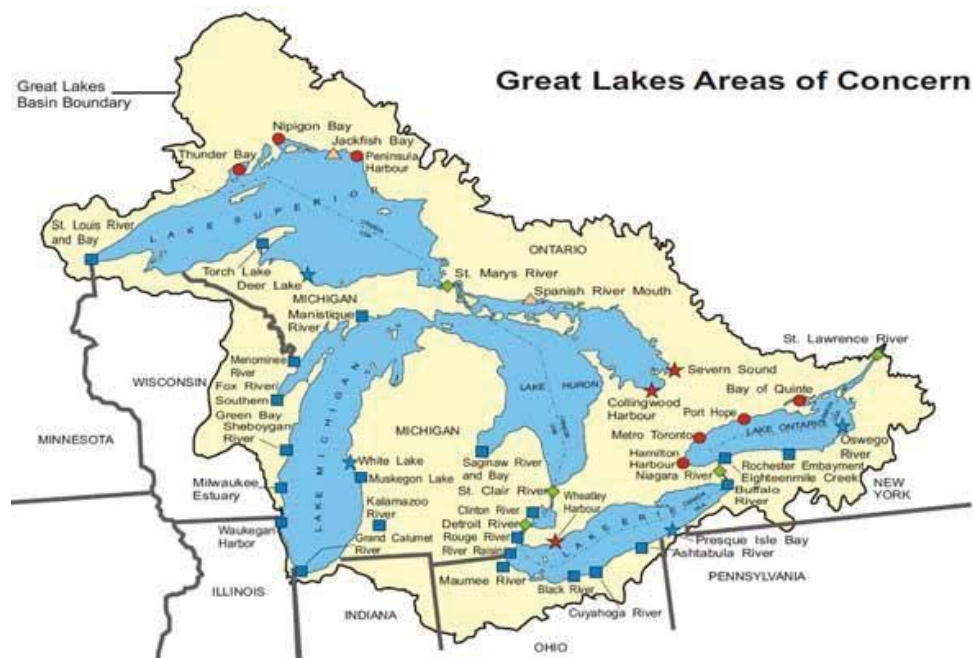 Great Lakes Areas of Concern
Great Lakes
Basin Boundary
Nipigon Bay
Jackfish Bay
Thunder Bay
Peninsula
Harbour
LAKE SUPERIOR
St. Louis River
and Bay
ONTARIO
Torch Lake
Deer Lake
St. Marys River
Spanish River Mouth
MICHIGAN
Manistique
River
St. Lawrence River
Menominee
River
Severn Sound
WISCONSIN
Fox River/
Southern
Green Bay
LAKE HURON
Collingwood
Harbour
Bay of Quinte
Port Hope
MINNESOTA
Sheboygan
River
LAKE MICHIGAN
MICHIGAN
Metro Toronto
LAKE ONTARIO
Oswego
River
White Lake
Saginaw River
and Bay
Hamilton
Harbour
Rochester Embayment
Muskegon Lake
Niagara River
Eighteenmile Creek
NEW
YORK
Milwaukee
Estuary
St. Clair River
Wheatley
Harbour
Buffalo
River
Kalamazoo
River
Clinton River
Detroit River
Waukegan
Harbor
Grand Calumet
River
Rouge River
River Raisin
LAKE ERIE
Presque Isle Bay
Ashtabula River
Maumee River
Black River
PENNSYLVANIA
ILLINOIS
Cuyahoga River
INDIANA
OHIO